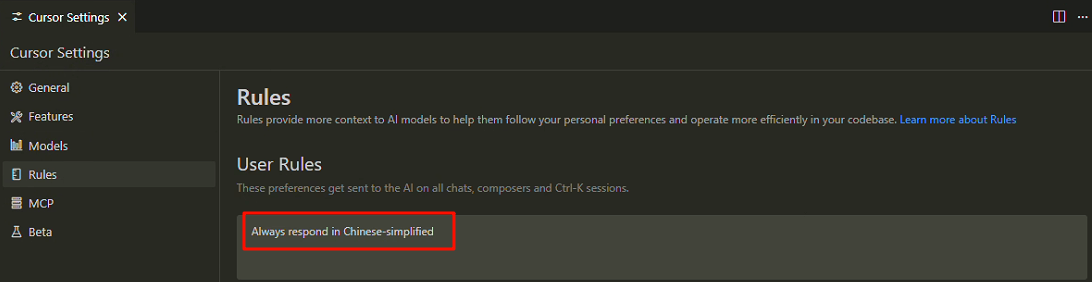 Cursor Settings
Cursor Settings
General
Features
Models
Rules
MCP
Beta
Rules
Rules provide more context to AI models to help them follow your personal preferences and operate more efficiently in your codebase. Learn more about Rules
User Rules
These preferences get sent to the AI on all chats, composers and Ctrl-K sessions.
Always respond in Chinese-simplified